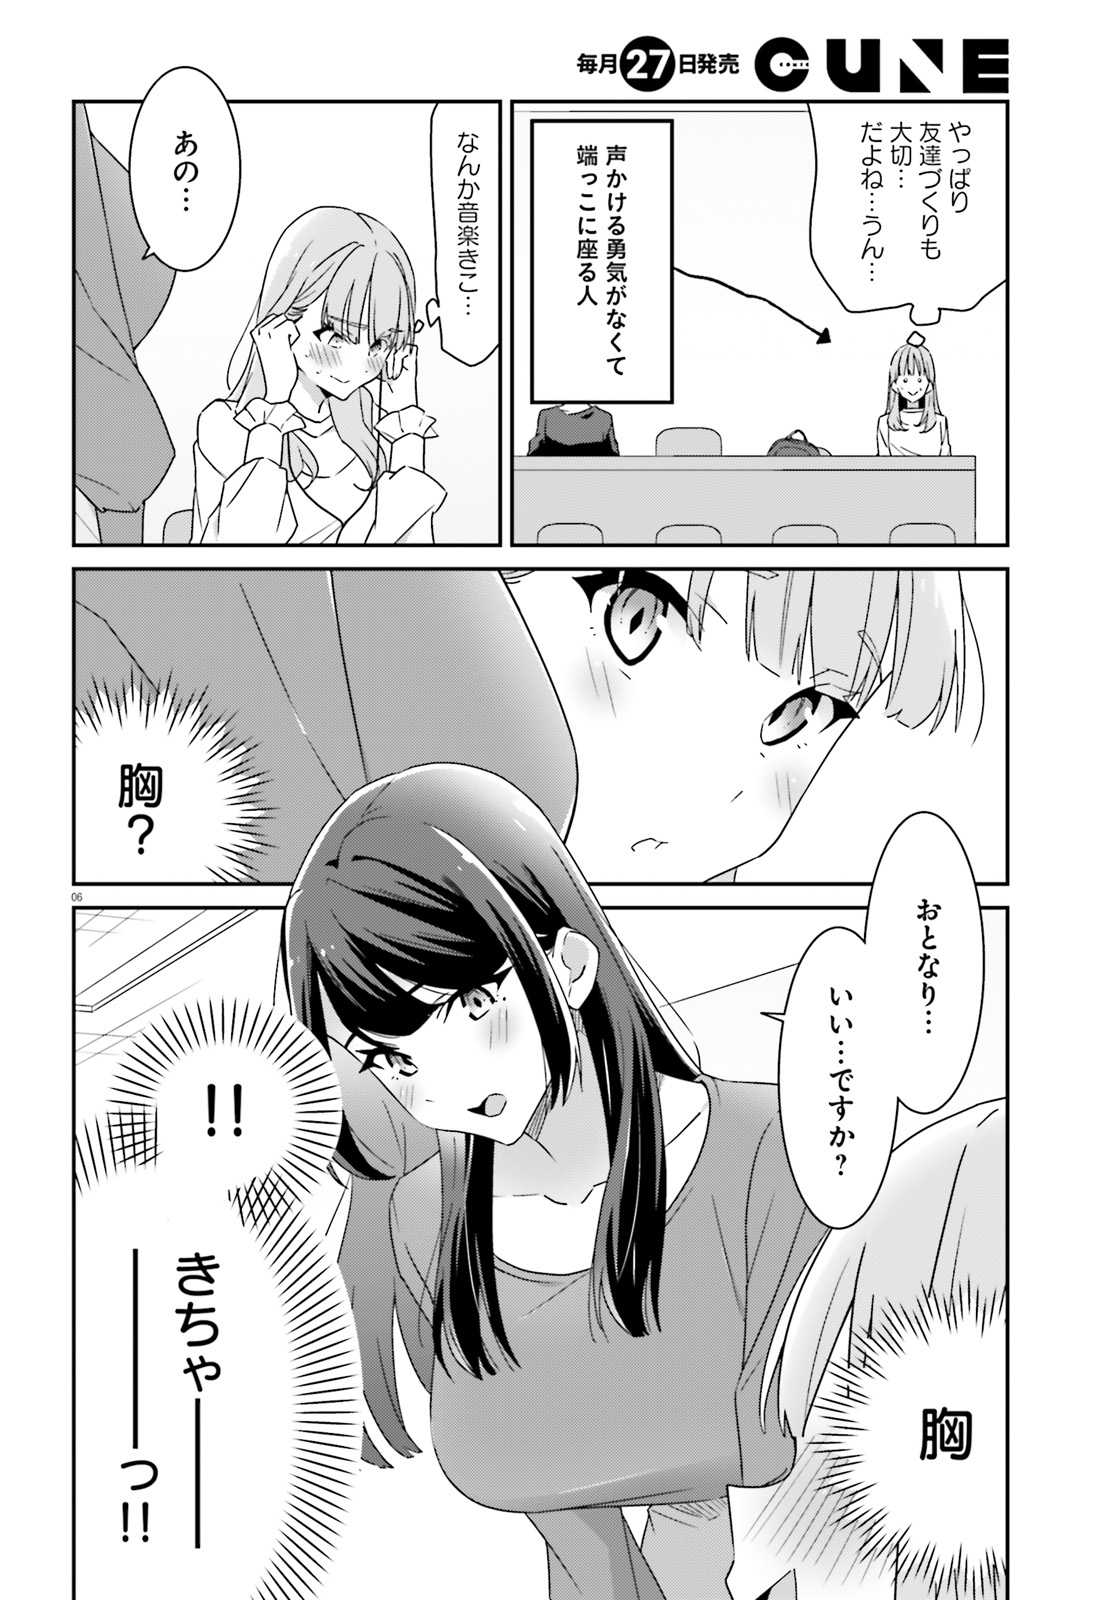 毎月27日発売 COMIC CUNE
やっぱり
友達づくりも
大切…
だよね…うん…
声かける勇気がなくて
端っこに座る人
なんか音楽きこ…
あの…
胸？
06
おとなり…
いい…ですか？
胸
!!
きちゃ――
――っ!!